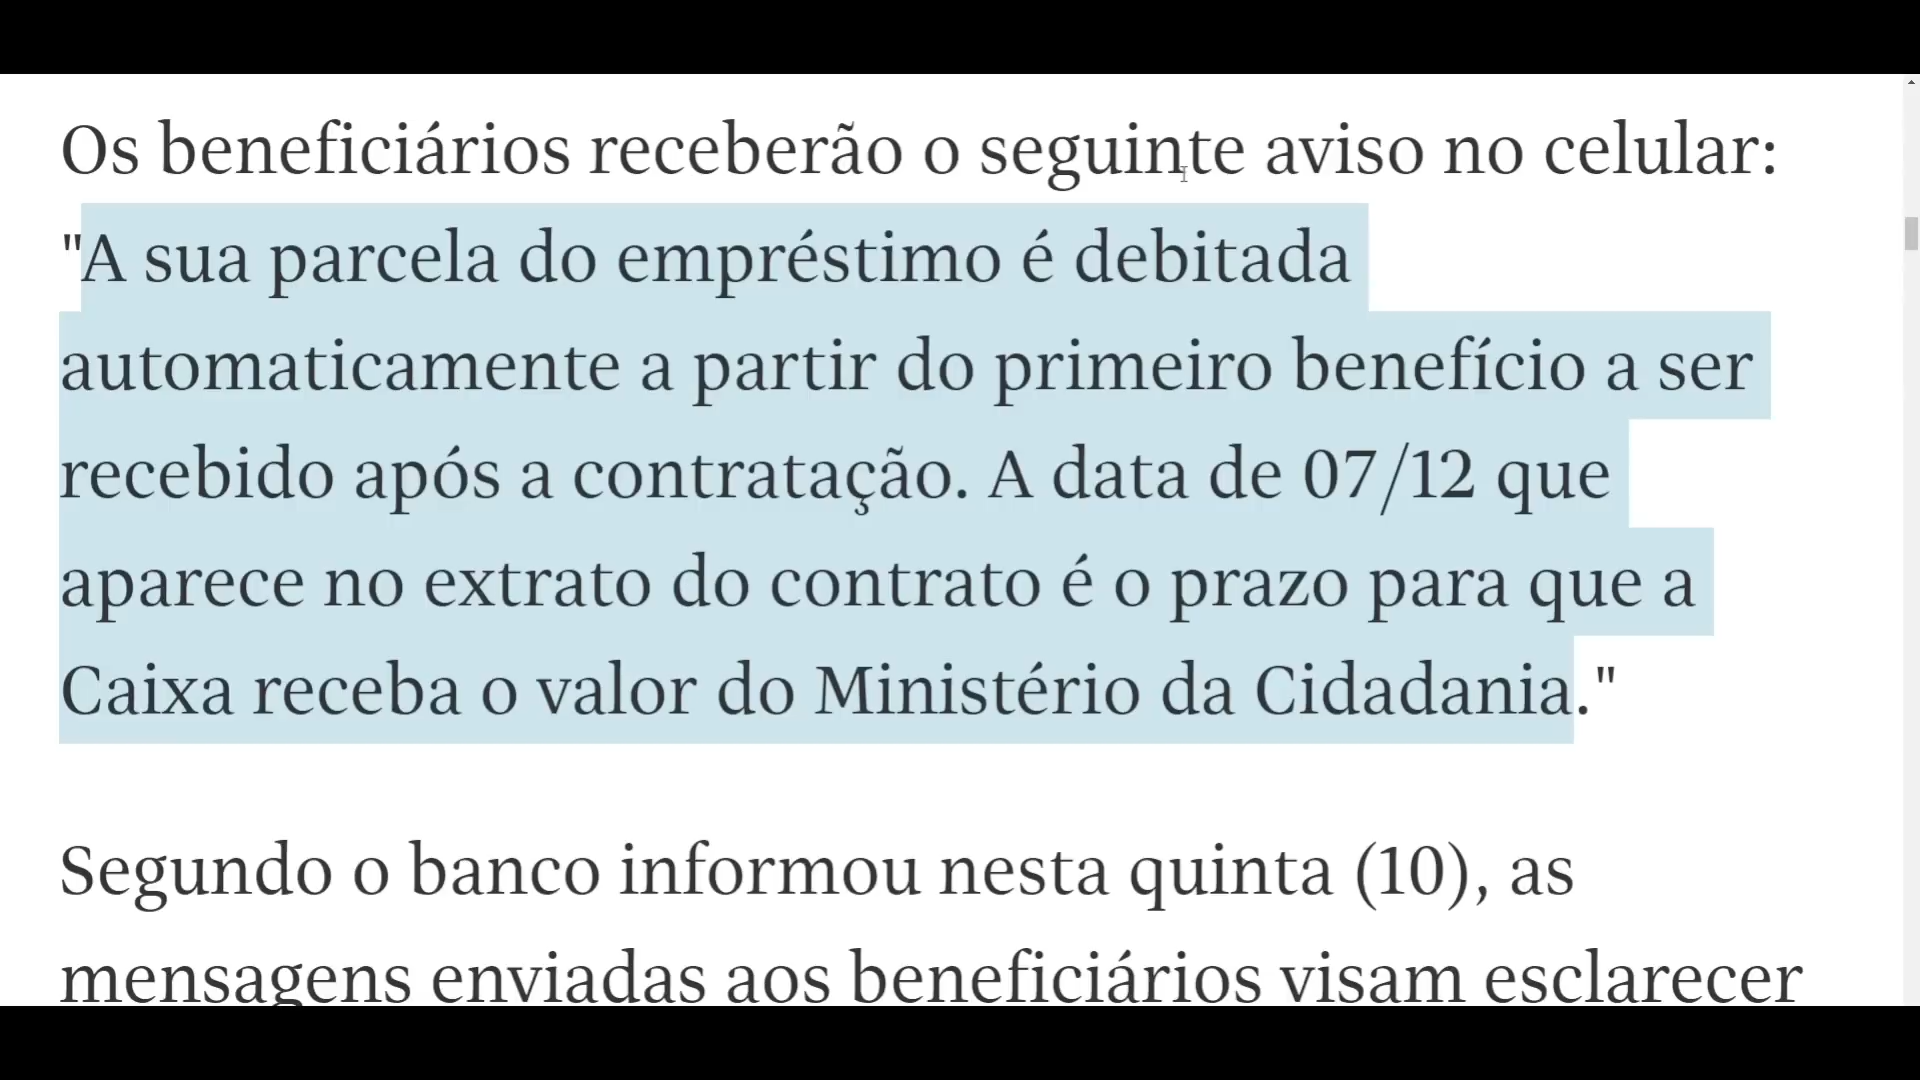 Os beneficiários receberão o seguinte aviso no celular:
"A sua parcela do empréstimo é debitada
automaticamente a partir do primeiro benefício a ser
recebido após a contratação. A data de 07/12 que
aparece no extrato do contrato é o prazo para que a
Caixa receba o valor do Ministério da Cidadania."
Segundo o banco informou nesta quinta (10), as
mensagens enviadas aos beneficiários visam esclarecer